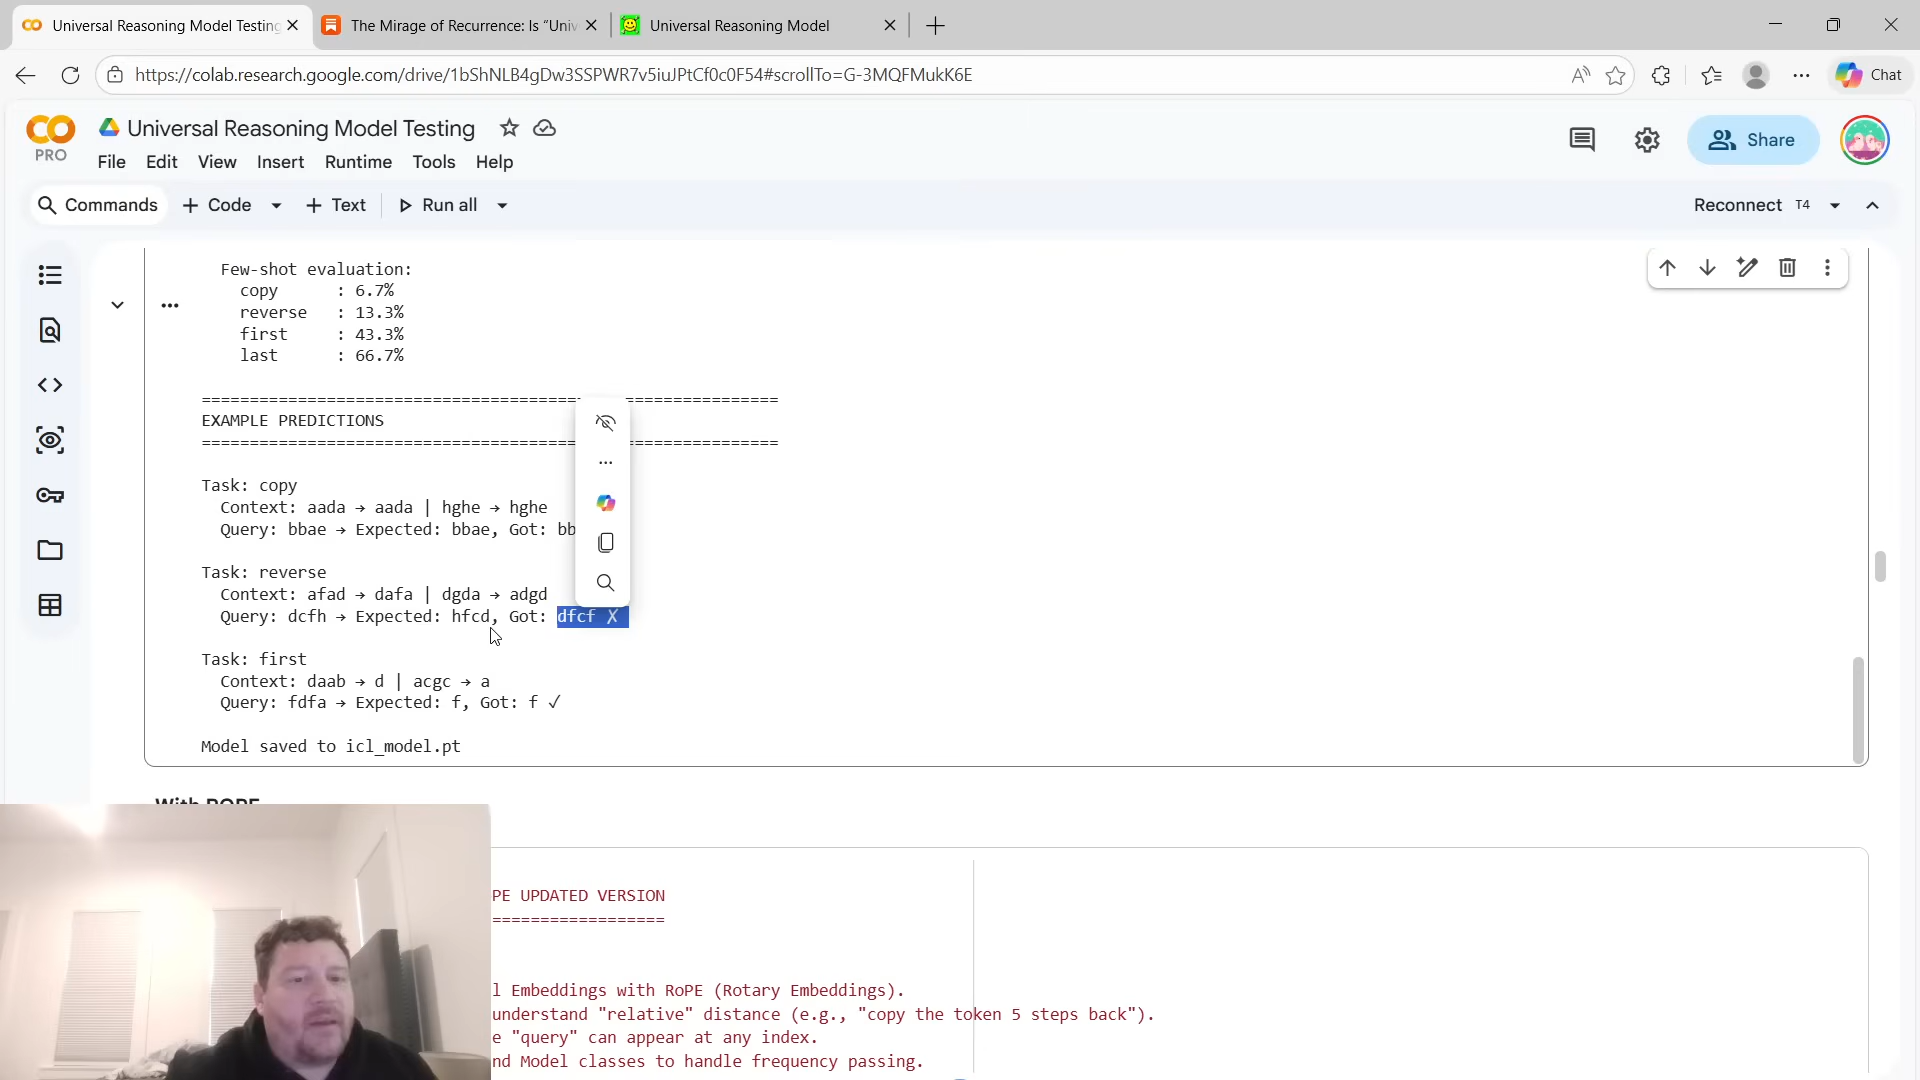 Universal Reasoning Model Testing
The Mirage of Recurrence: Is “Univ
Universal Reasoning Model
https://colab.research.google.com/drive/1bShNLB4gDw3SSPWR7v5iuJPtCf0c0F54#scrollTo=G-3MQFMukK6E
Chat
PRO
Universal Reasoning Model Testing
Share
File Edit View Insert Runtime Tools Help
Commands + Code + Text Run all
Reconnect T4
Few-shot evaluation:
copy : 6.7%
reverse : 13.3%
first : 43.3%
last : 66.7%
============================================================
EXAMPLE PREDICTIONS
============================================================
Task: copy
Context: aada → aada | hghe → hghe
Query: bbae → Expected: bbae, Got: bb
Task: reverse
Context: afad → dafa | dgda → adgd
Query: dcfh → Expected: hfcd, Got: dfcf ✗
Task: first
Context: daab → d | acgc → a
Query: fdfa → Expected: f, Got: f ✓
Model saved to icl_model.pt
With ROPE
PE UPDATED VERSION
==================
l Embeddings with RoPE (Rotary Embeddings).
understand "relative" distance (e.g., "copy the token 5 steps back").
e "query" can appear at any index.
nd Model classes to handle frequency passing.